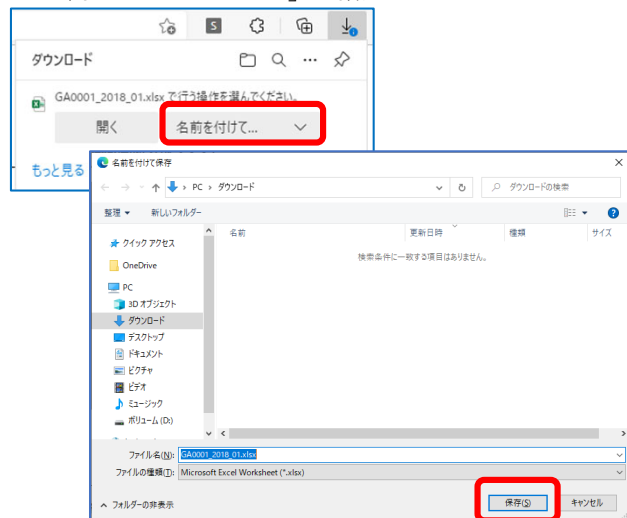 S
ダウンロード
GA0001_2018_01.xlsx で行う操作を選んでください。
開く
名前を付けて...
もっと見る
名前を付けて保存
PC › ダウンロード
ダウンロードの検索
整理 新しいフォルダー
名前 更新日時 種類 サイズ
検索条件に一致する項目はありません。
クイック アクセス
OneDrive
PC
3D オブジェクト
ダウンロード
デスクトップ
ドキュメント
ピクチャ
ビデオ
ミュージック
ボリューム (D:)
ファイル名(N): GA0001_2018_01.xlsx
ファイルの種類(T): Microsoft Excel Worksheet (*.xlsx)
フォルダーの非表示
保存(S) キャンセル